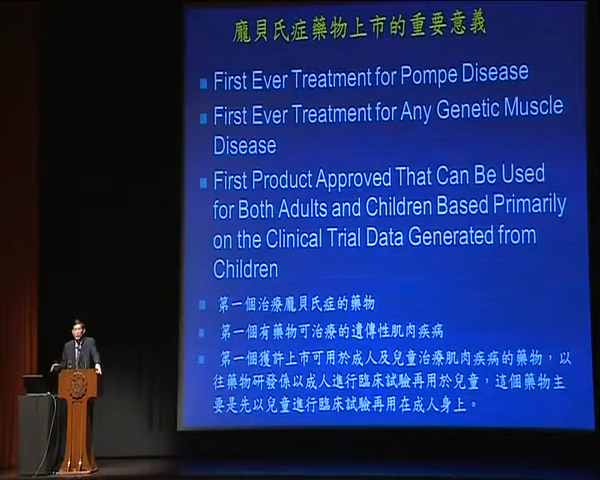 龐貝氏症藥物上市的重要意義
First Ever Treatment for Pompe Disease
First Ever Treatment for Any Genetic Muscle
Disease
First Product Approved That Can Be Used
for Both Adults and Children Based Primarily
on the Clinical Trial Data Generated from
Children
第一個治療龐貝氏症的藥物
第一個有藥物可治療的遺傳性肌肉疾病
第一個獲許上市可用於成人及兒童治療肌肉疾病的藥物，以
往藥物研發係以成人進行臨床試驗再用於兒童，這個藥物主
要是先以兒童進行臨床試驗再用在成人身上。